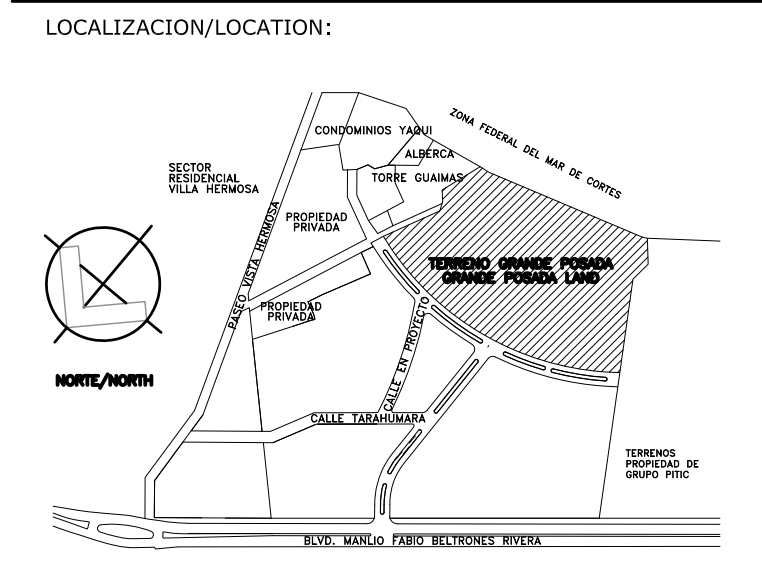 LOCALIZACION/LOCATION:
ZONA FEDERAL DEL MAR DE CORTES
CONDOMINIOS YAQUI
ALBERCA
TORRE GUAIMAS
SECTOR
RESIDENCIAL
VILLA HERMOSA
PROPIEDAD
PRIVADA
PASEO VISTA HERMOSA
TERRENO GRANDE POSADA
GRANDE POSADA LAND
PROPIEDAD
PRIVADA
CALLE EN PROYECTO
NORTE/NORTH
CALLE TARAHUMARA
TERRENOS
PROPIEDAD DE
GRUPO PITIC
BLVD. MANLIO FABIO BELTRONES RIVERA